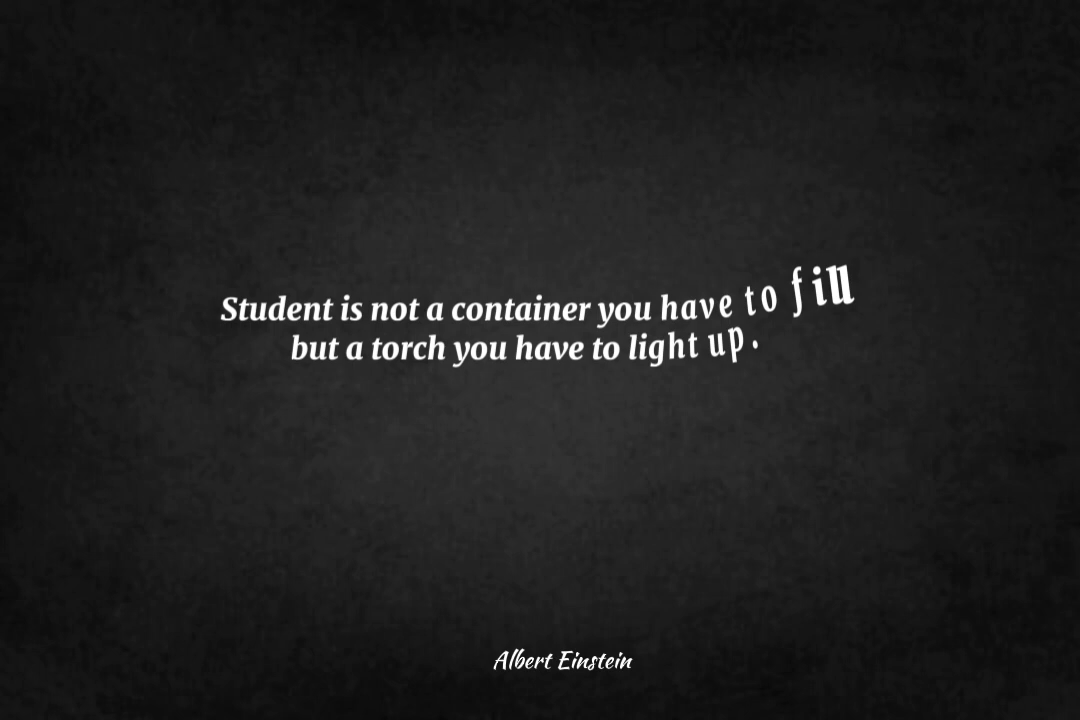 Student is not a container you have to fill
but a torch you have to light up.
Albert Einstein